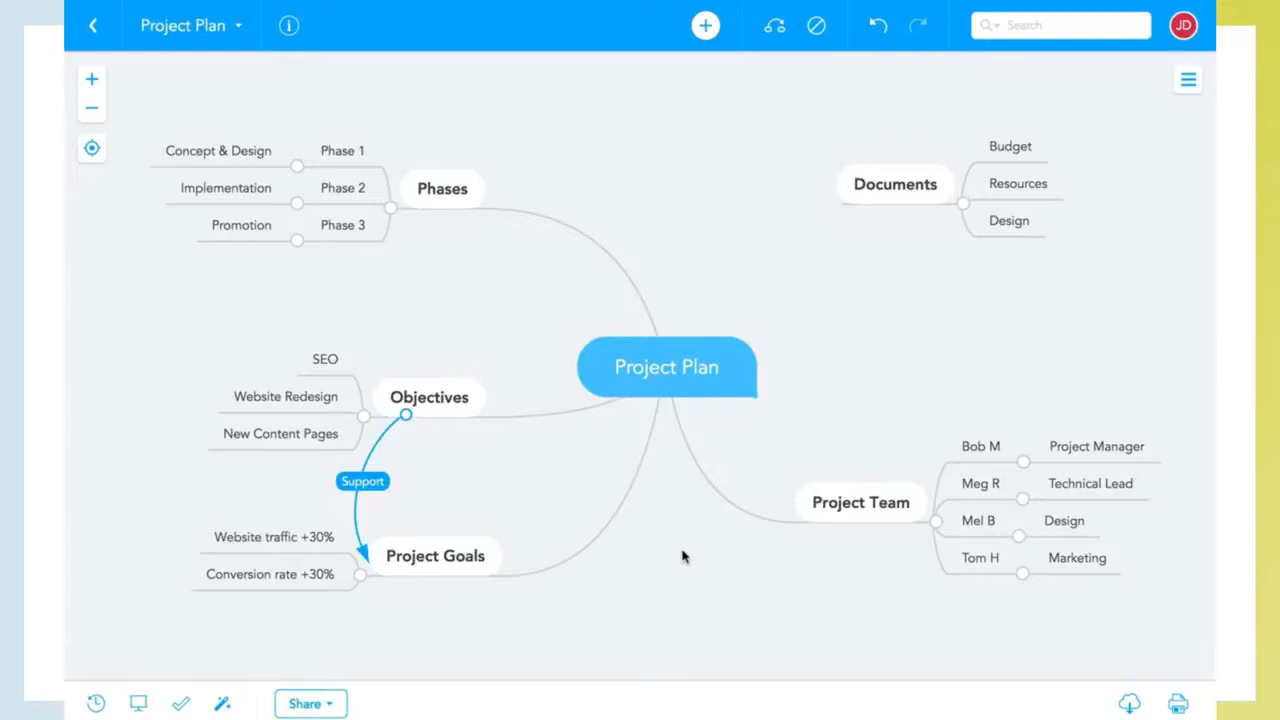 Project Plan
Search
JD
Concept & Design Phase 1
Implementation Phase 2
Promotion Phase 3
Phases
Documents
Budget
Resources
Design
Project Plan
SEO
Website Redesign
New Content Pages
Objectives
Support
Website traffic +30%
Conversion rate +30%
Project Goals
Project Team
Bob M Project Manager
Meg R Technical Lead
Mel B Design
Tom H Marketing
Share